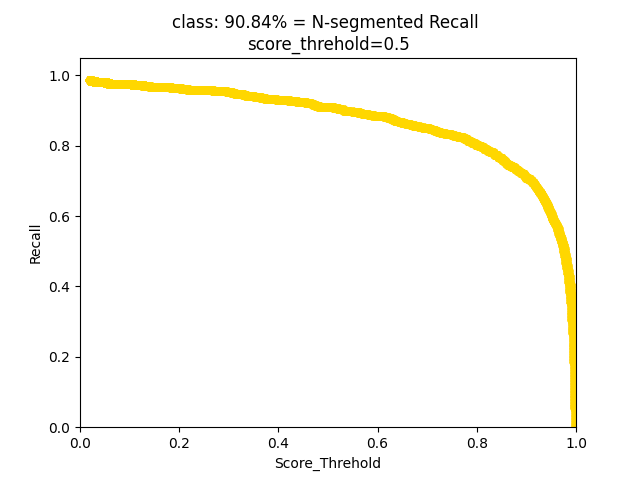 class: 90.84% = N-segmented Recall
score_threhold=0.5
1.0
0.8
0.6
0.4
0.2
0.0
Recall
0.0 0.2 0.4 0.6 0.8 1.0
Score_Threhold